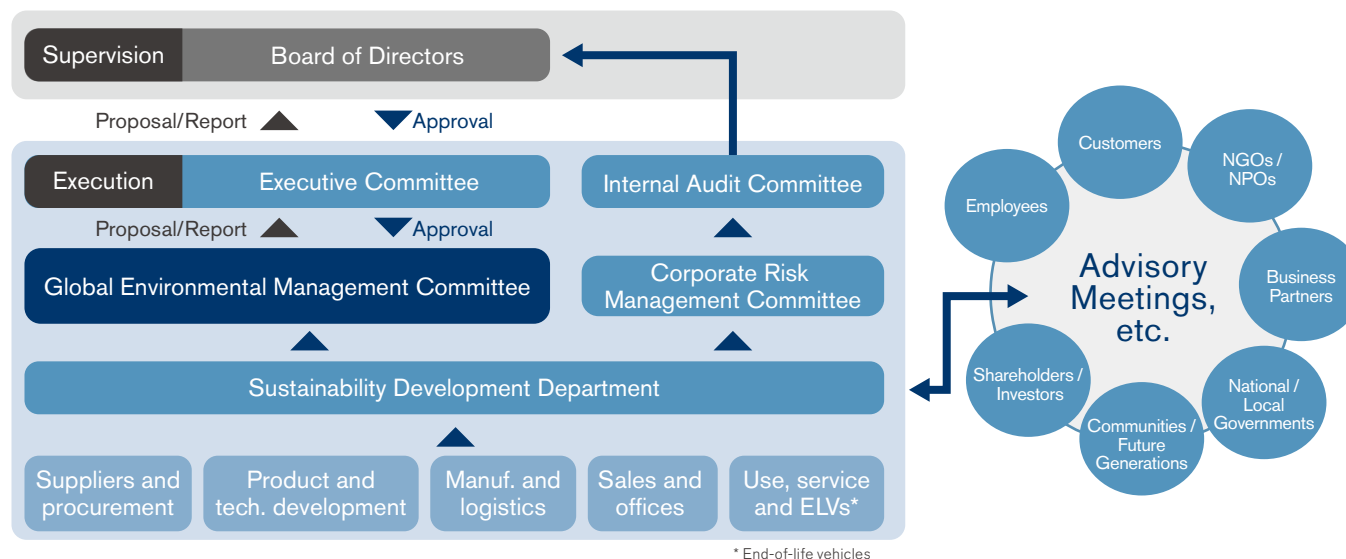 Supervision
Board of Directors
Proposal/Report
Approval
Execution
Executive Committee
Internal Audit Committee
Proposal/Report
Approval
Global Environmental Management Committee
Corporate Risk
Management Committee
Sustainability Development Department
Suppliers and
procurement
Product and
tech. development
Manuf. and
logistics
Sales and
offices
Use, service
and ELVs*
* End-of-life vehicles
Customers
NGOs /
NPOs
Employees
Business
Partners
Advisory
Meetings,
etc.
Shareholders /
Investors
National /
Local
Governments
Communities /
Future
Generations